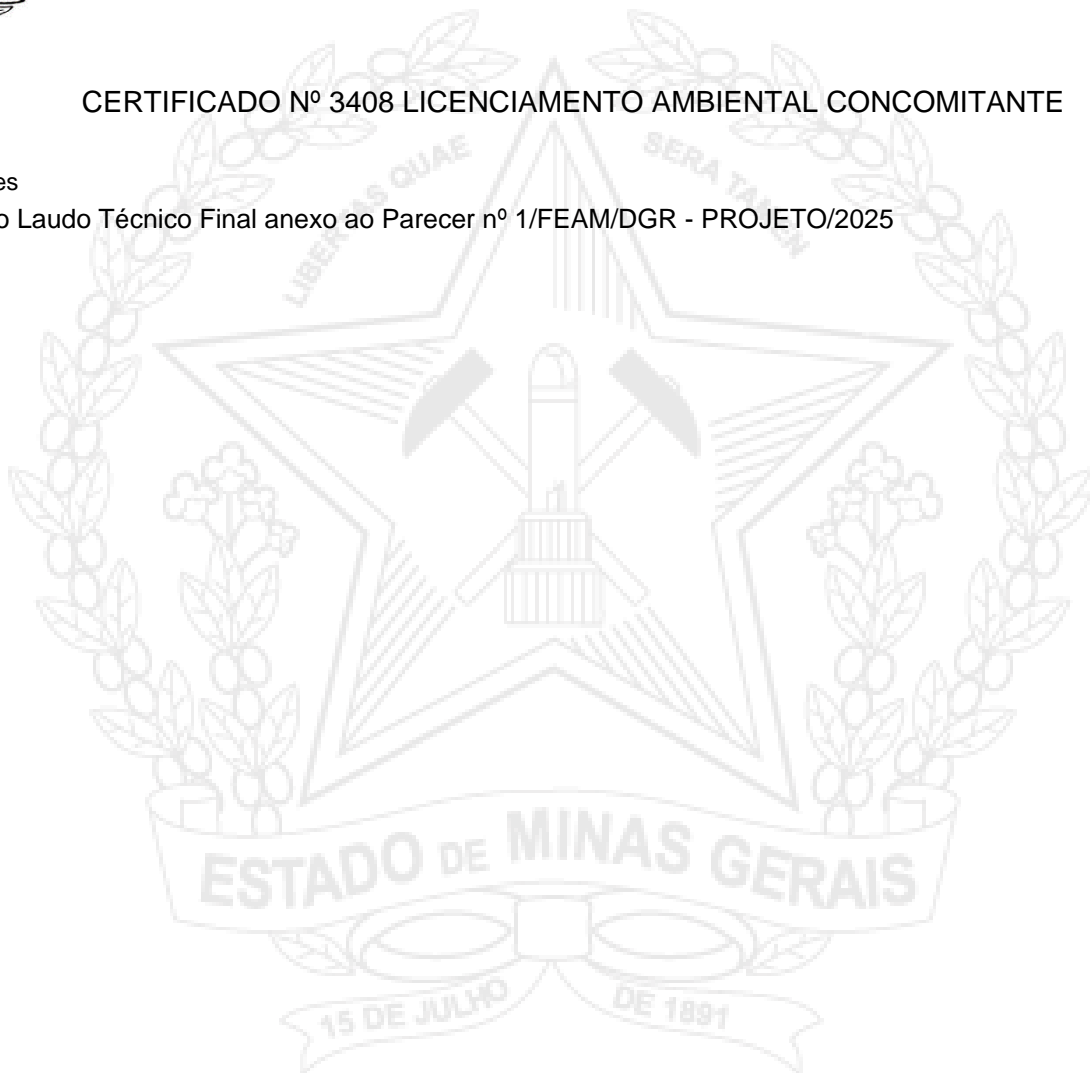 CERTIFICADO Nº 3408 LICENCIAMENTO AMBIENTAL CONCOMITANTE
es
o Laudo Técnico Final anexo ao Parecer nº 1/FEAM/DGR - PROJETO/2025
LIBERTAS QUAE SERA TAMEN
ESTADO DE MINAS GERAIS
15 DE JULHO DE 1891